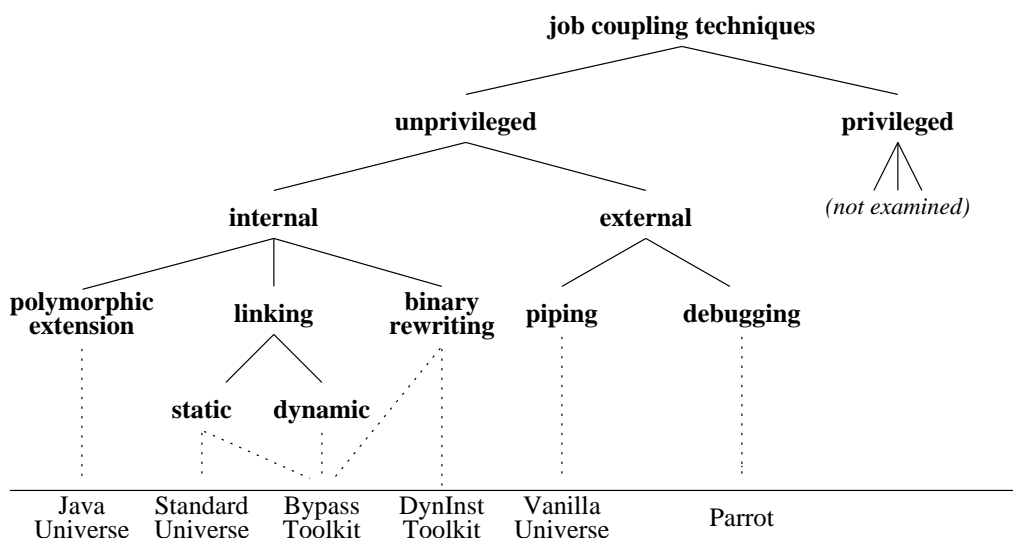 job coupling techniques
unprivileged
privileged
(not examined)
internal
external
polymorphic
extension
linking
binary
rewriting
piping
debugging
static
dynamic
Java
Universe
Standard
Universe
Bypass
Toolkit
DynInst
Toolkit
Vanilla
Universe
Parrot